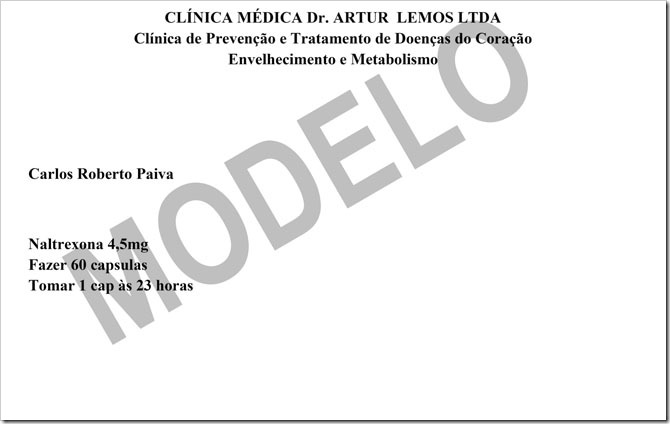 CLÍNICA MÉDICA Dr. ARTUR LEMOS LTDA
Clínica de Prevenção e Tratamento de Doenças do Coração
Envelhecimento e Metabolismo
MODELO
Carlos Roberto Paiva
Naltrexona 4,5mg
Fazer 60 capsulas
Tomar 1 cap às 23 horas